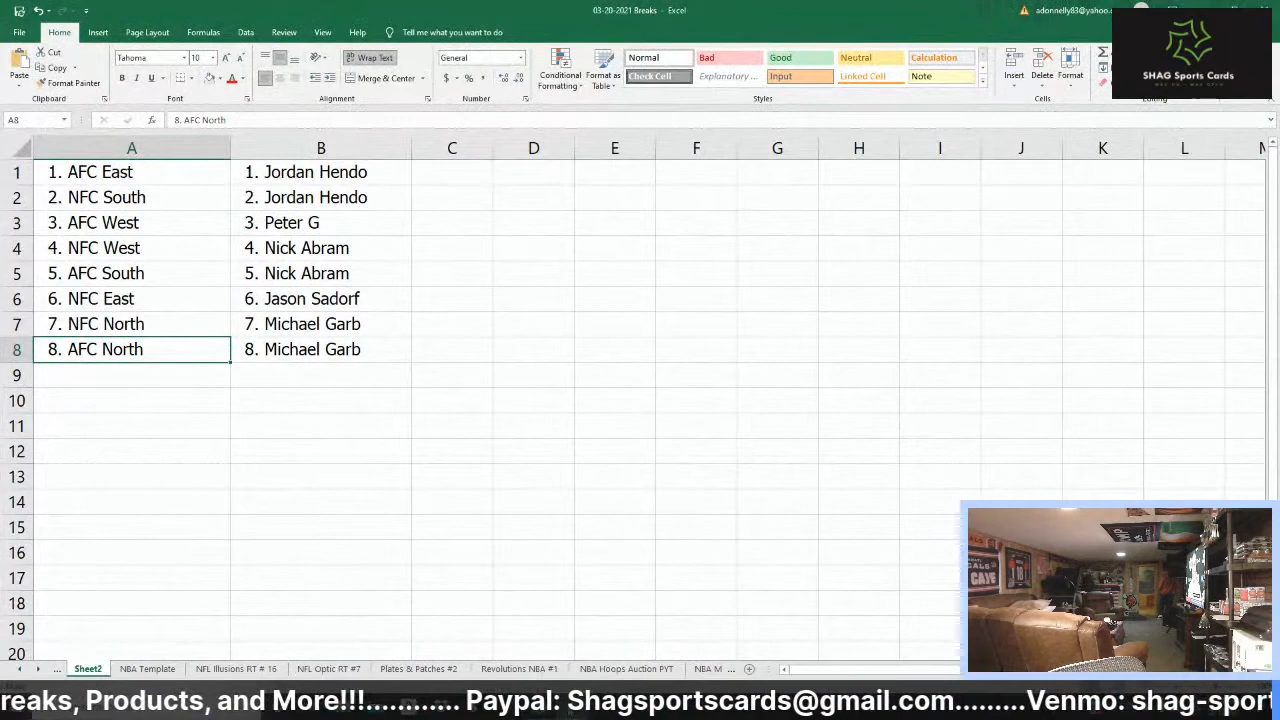 03-20-2021 Breaks - Excel
adonnelly83@yahoo.c
File Home Insert Page Layout Formulas Data Review View Help Tell me what you want to do
SHAG Sports Cards
Cut
Copy
Paste
Format Painter
Clipboard
Tahoma 10
B I U
Font
Wrap Text
Merge & Center
Alignment
General
$ % ,
Number
Conditional Formatting
Format as Table
Normal Bad Good Neutral Calculation
Check Cell Explanatory ... Input Linked Cell Note
Styles
Insert Delete Format
Cells
Editing
A8
fx
8. AFC North
A B C D E F G H I J K L M
1 1. AFC East 1. Jordan Hendo
2 2. NFC South 2. Jordan Hendo
3 3. AFC West 3. Peter G
4 4. NFC West 4. Nick Abram
5 5. AFC South 5. Nick Abram
6 6. NFC East 6. Jason Sadorf
7 7. NFC North 7. Michael Garb
8 8. AFC North 8. Michael Garb
9
10
11
12
13
14
15
16
17
18
19
20
... Sheet2 NBA Template NFL Illusions RT # 16 NFL Optic RT #7 Plates & Patches #2 Revolutions NBA #1 NBA Hoops Auction PYT NBA M ...
reaks, Products, and More!!!........... Paypal: Shagsportscards@gmail.com.........Venmo: shag-sport